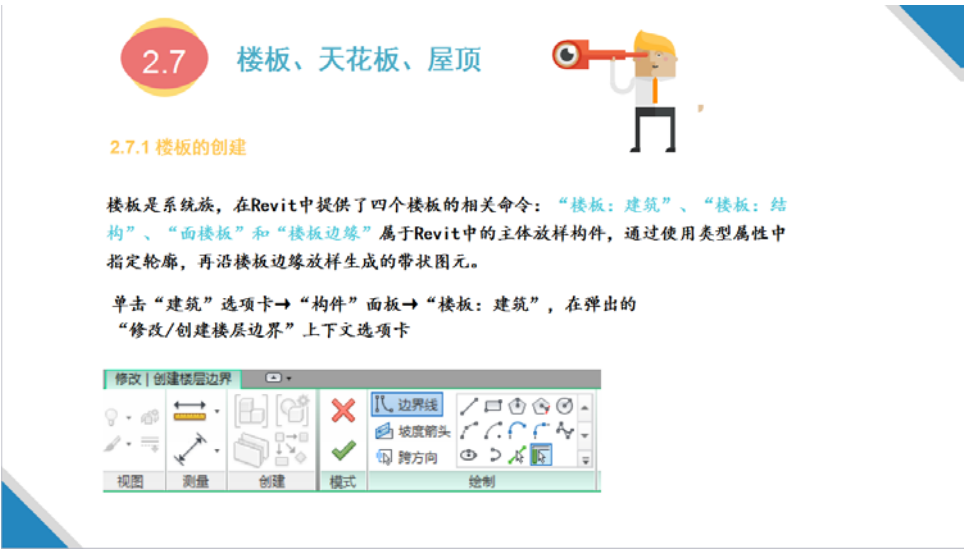 2.7 楼板、天花板、屋顶
2.7.1 楼板的创建
楼板是系统族，在Revit中提供了四个楼板的相关命令：“楼板：建筑”、“楼板：结
构”、“面楼板”和“楼板边缘”属于Revit中的主体放样构件，通过使用类型属性中
指定轮廓，再沿楼板边缘放样生成的带状图元。
单击“建筑”选项卡→“构件”面板→“楼板：建筑”，在弹出的
“修改/创建楼层边界”上下文选项卡
修改 | 创建楼层边界
边界线
坡度箭头
跨方向
视图 测量 创建 模式 绘制